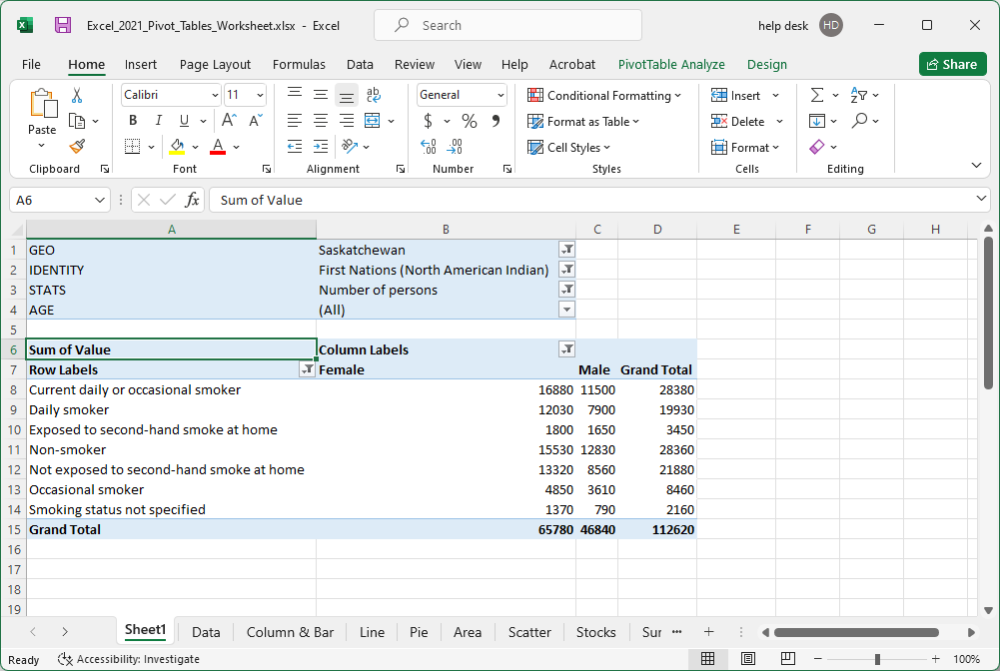 Excel_2021_Pivot_Tables_Worksheet.xlsx - Excel
Search
help desk HD
File Home Insert Page Layout Formulas Data Review View Help Acrobat PivotTable Analyze Design Share
Paste
Clipboard
Calibri 11
B I U A A
A
Font
ab
Alignment
General
$ % 9
Number
Conditional Formatting
Format as Table
Cell Styles
Styles
Insert
Delete
Format
Cells
Editing
A6 fx Sum of Value
A B C D E F G H
1 GEO Saskatchewan
2 IDENTITY First Nations (North American Indian)
3 STATS Number of persons
4 AGE (All)
5
6 Sum of Value Column Labels
7 Row Labels Female Male Grand Total
8 Current daily or occasional smoker 16880 11500 28380
9 Daily smoker 12030 7900 19930
10 Exposed to second-hand smoke at home 1800 1650 3450
11 Non-smoker 15530 12830 28360
12 Not exposed to second-hand smoke at home 13320 8560 21880
13 Occasional smoker 4850 3610 8460
14 Smoking status not specified 1370 790 2160
15 Grand Total 65780 46840 112620
16
17
18
19
Sheet1 Data Column & Bar Line Pie Area Scatter Stocks Sur ··· +
Ready Accessibility: Investigate − + 100%